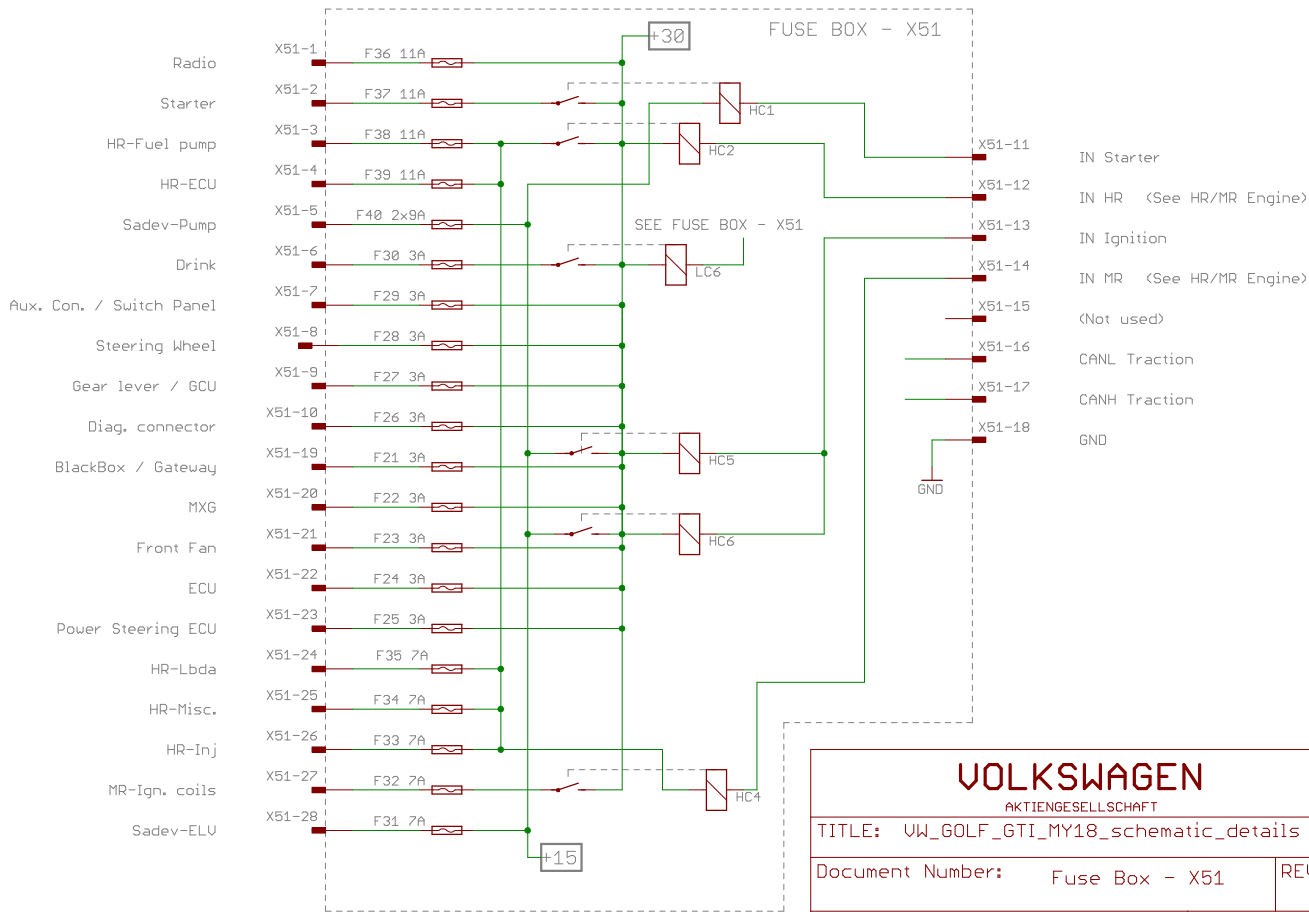 +30
FUSE BOX - X51
Radio X51-1 F36 11A
Starter X51-2 F37 11A
HC1
HR-Fuel pump X51-3 F38 11A
HC2
X51-11 IN Starter
HR-ECU X51-4 F39 11A
X51-12 IN HR (See HR/MR Engine)
Sadev-Pump X51-5 F40 2x9A
SEE FUSE BOX - X51
X51-13 IN Ignition
Drink X51-6 F30 3A
LC6
X51-14 IN MR (See HR/MR Engine)
Aux. Con. / Switch Panel X51-7 F29 3A
X51-15 (Not used)
Steering Wheel X51-8 F28 3A
X51-16 CANL Traction
Gear lever / GCU X51-9 F27 3A
X51-17 CANH Traction
Diag. connector X51-10 F26 3A
X51-18 GND
BlackBox / Gateway X51-19 F21 3A
HC5
GND
MXG X51-20 F22 3A
Front Fan X51-21 F23 3A
HC6
ECU X51-22 F24 3A
Power Steering ECU X51-23 F25 3A
HR-Lbda X51-24 F35 7A
HR-Misc. X51-25 F34 7A
HR-Inj X51-26 F33 7A
MR-Ign. coils X51-27 F32 7A
HC4
Sadev-ELV X51-28 F31 7A
+15
VOLKSWAGEN
AKTIENGESELLSCHAFT
TITLE: VW_GOLF_GTI_MY18_schematic_details
Document Number: Fuse Box - X51